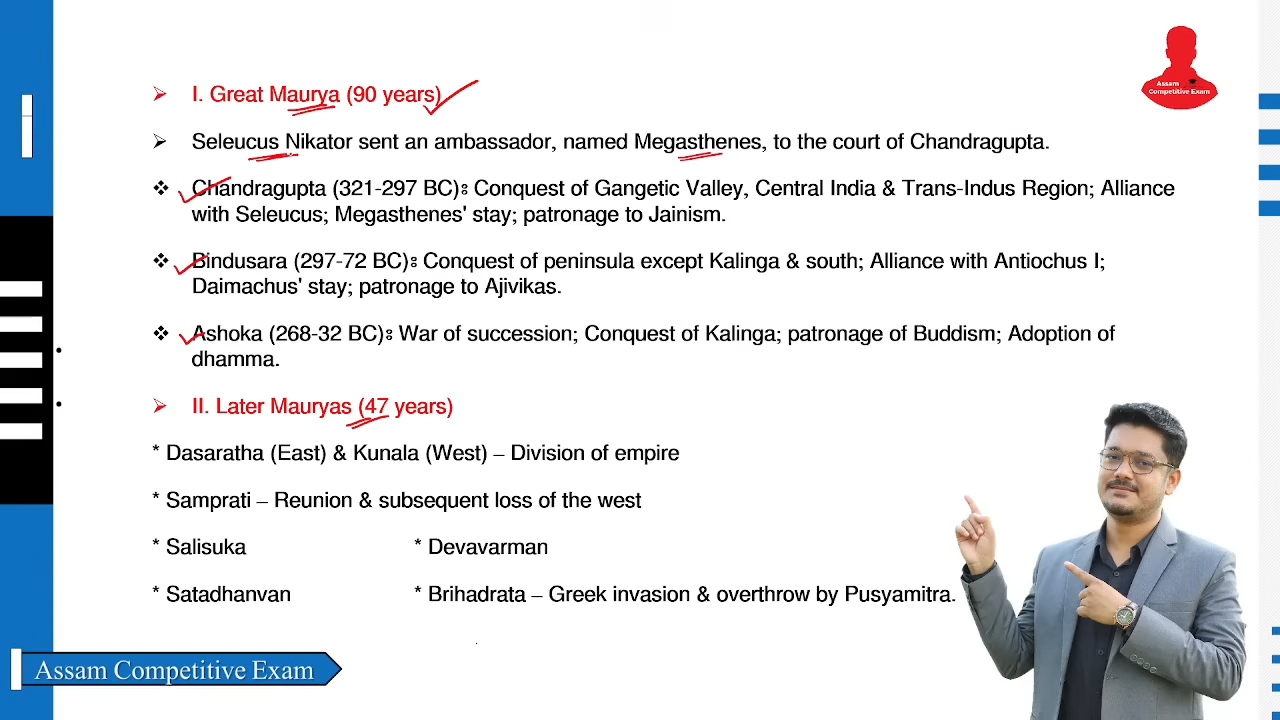 Assam
Competitive Exam
I. Great Maurya (90 years)
Seleucus Nikator sent an ambassador, named Megasthenes, to the court of Chandragupta.
Chandragupta (321-297 BC): Conquest of Gangetic Valley, Central India & Trans-Indus Region; Alliance
with Seleucus; Megasthenes' stay; patronage to Jainism.
Bindusara (297-72 BC): Conquest of peninsula except Kalinga & south; Alliance with Antiochus I;
Daimachus' stay; patronage to Ajivikas.
Ashoka (268-32 BC): War of succession; Conquest of Kalinga; patronage of Buddism; Adoption of
dhamma.
II. Later Mauryas (47 years)
* Dasaratha (East) & Kunala (West) – Division of empire
* Samprati – Reunion & subsequent loss of the west
* Salisuka * Devavarman
* Satadhanvan * Brihadrata – Greek invasion & overthrow by Pusyamitra.
Assam Competitive Exam